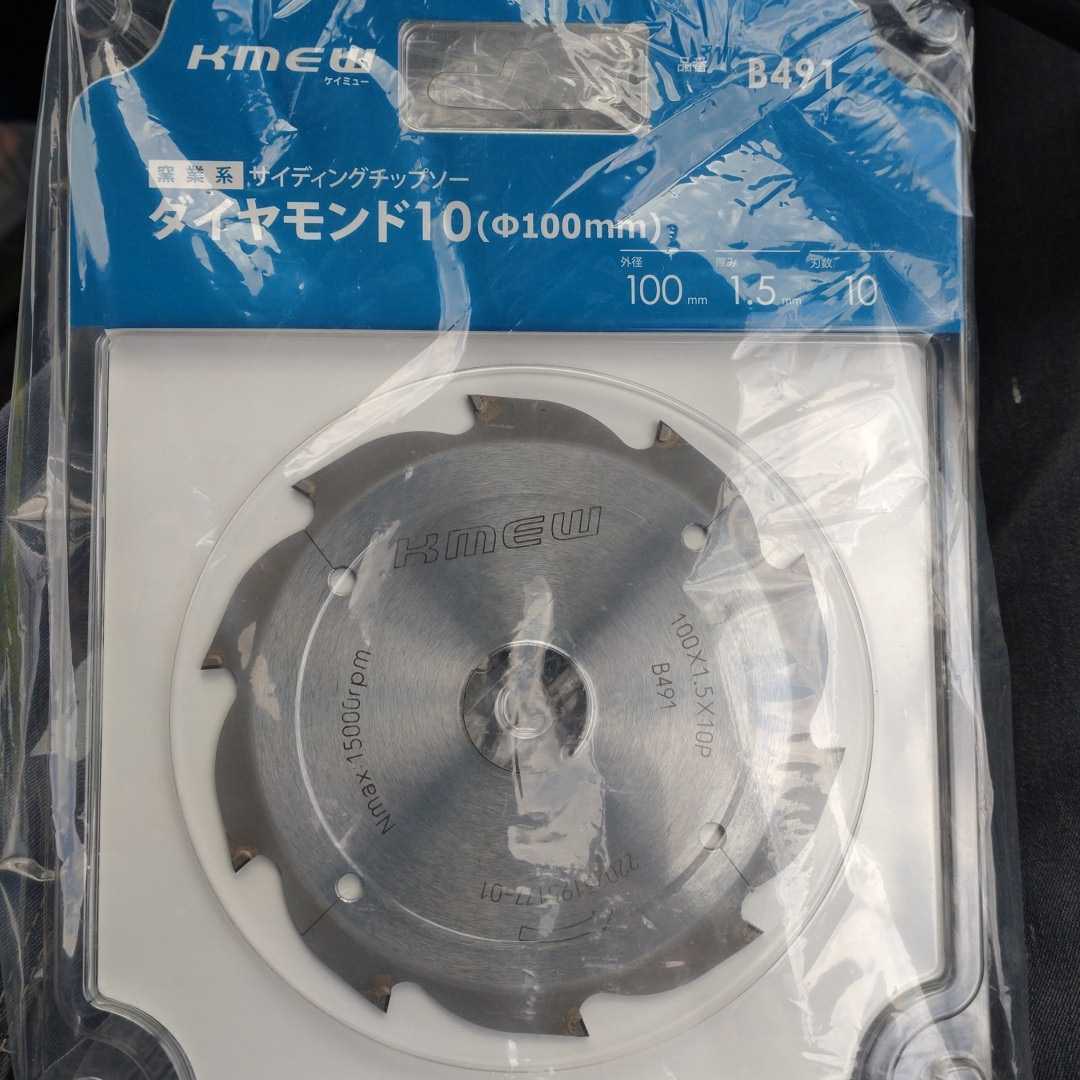 KMEW
ケイミュー
品番 B491
窯業系 サイディングチップソー
ダイヤモンド10(Φ100mm)
外径 厚み 刃数
100mm 1.5mm 10
KMEW
100X1.5X10P
B491
Nmax:15000rpm